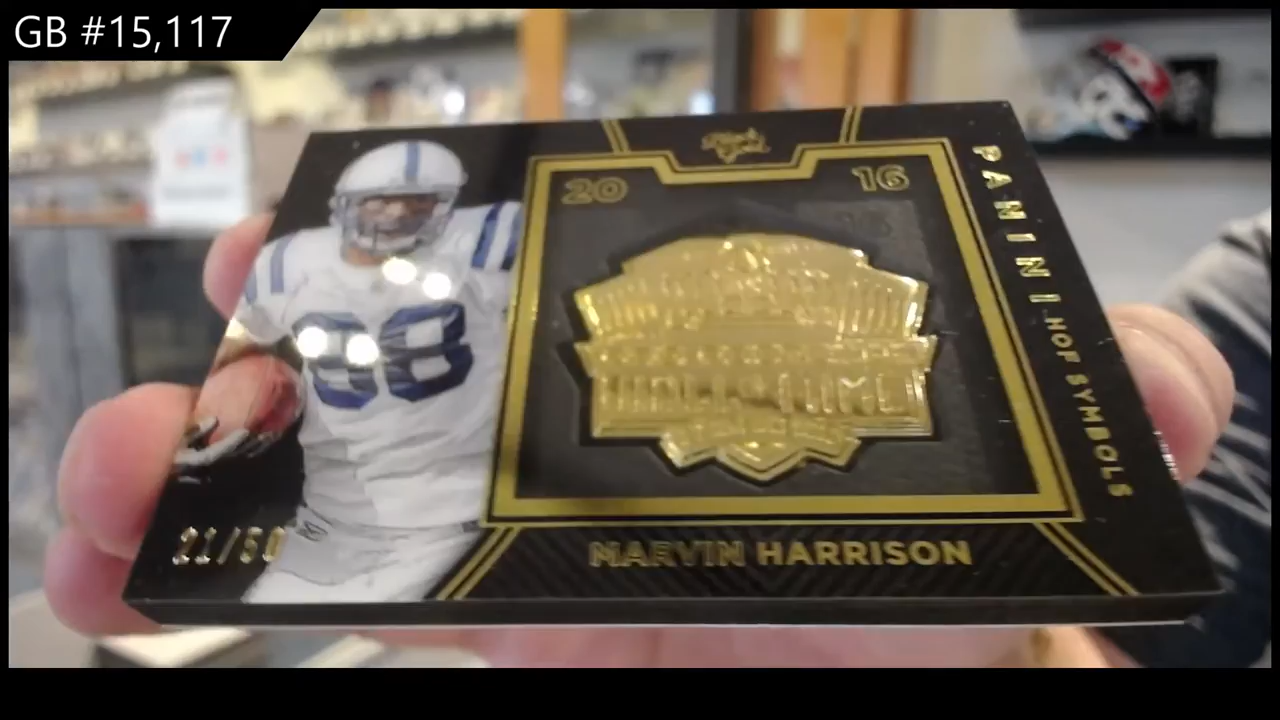 GB #15,117
20 16
PANINI HOF SYMBOLS
88
21/50
MARVIN HARRISON